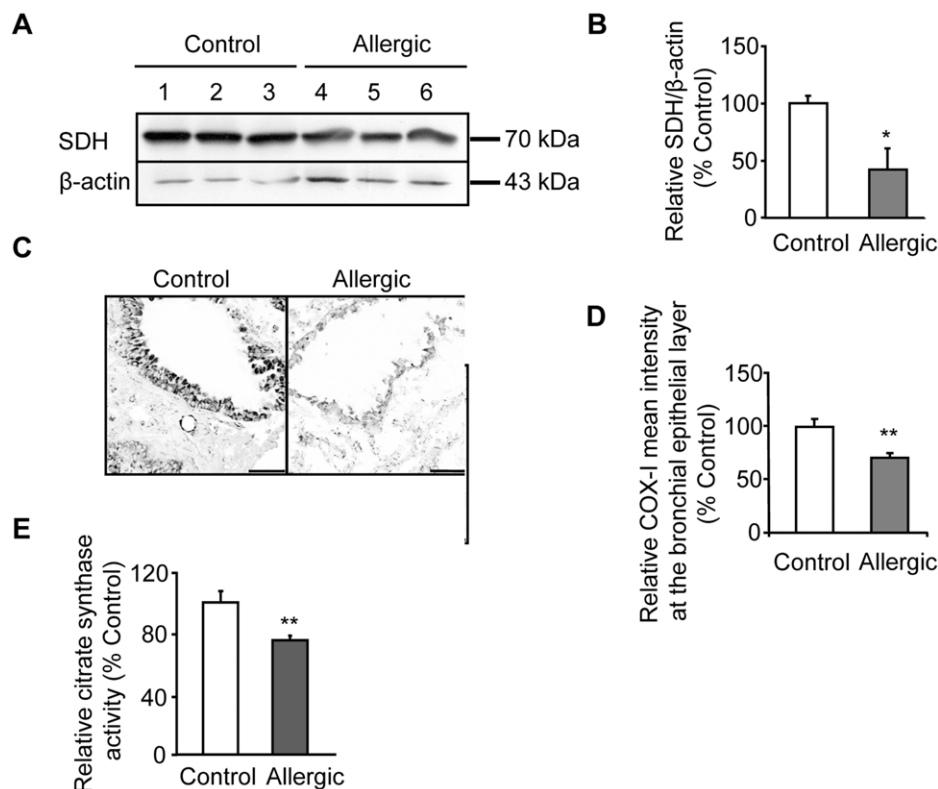 A
Control Allergic
1 2 3 4 5 6
SDH 70 kDa
β-actin 43 kDa
B
Relative SDH/β-actin
(% Control)
150
100
50
0
*
Control Allergic
C
Control Allergic
D
Relative COX-I mean intensity
at the bronchial epithelial layer
(% Control)
150
100
50
0
**
Control Allergic
E
Relative citrate synthase
activity (% Control)
120
80
40
0
**
Control Allergic